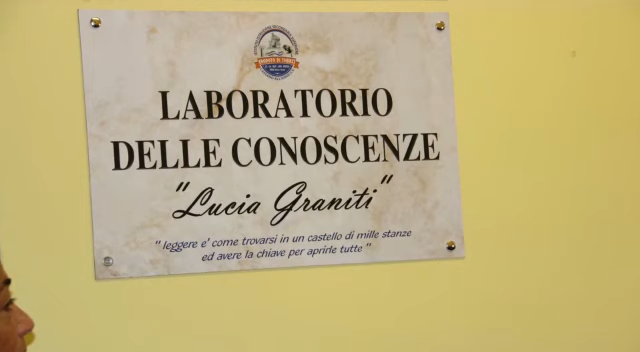 LABORATORIO
DELLE CONOSCENZE
"Lucia Graniti"
" leggere e' come trovarsi in un castello di mille stanze
ed avere la chiave per aprirle tutte "